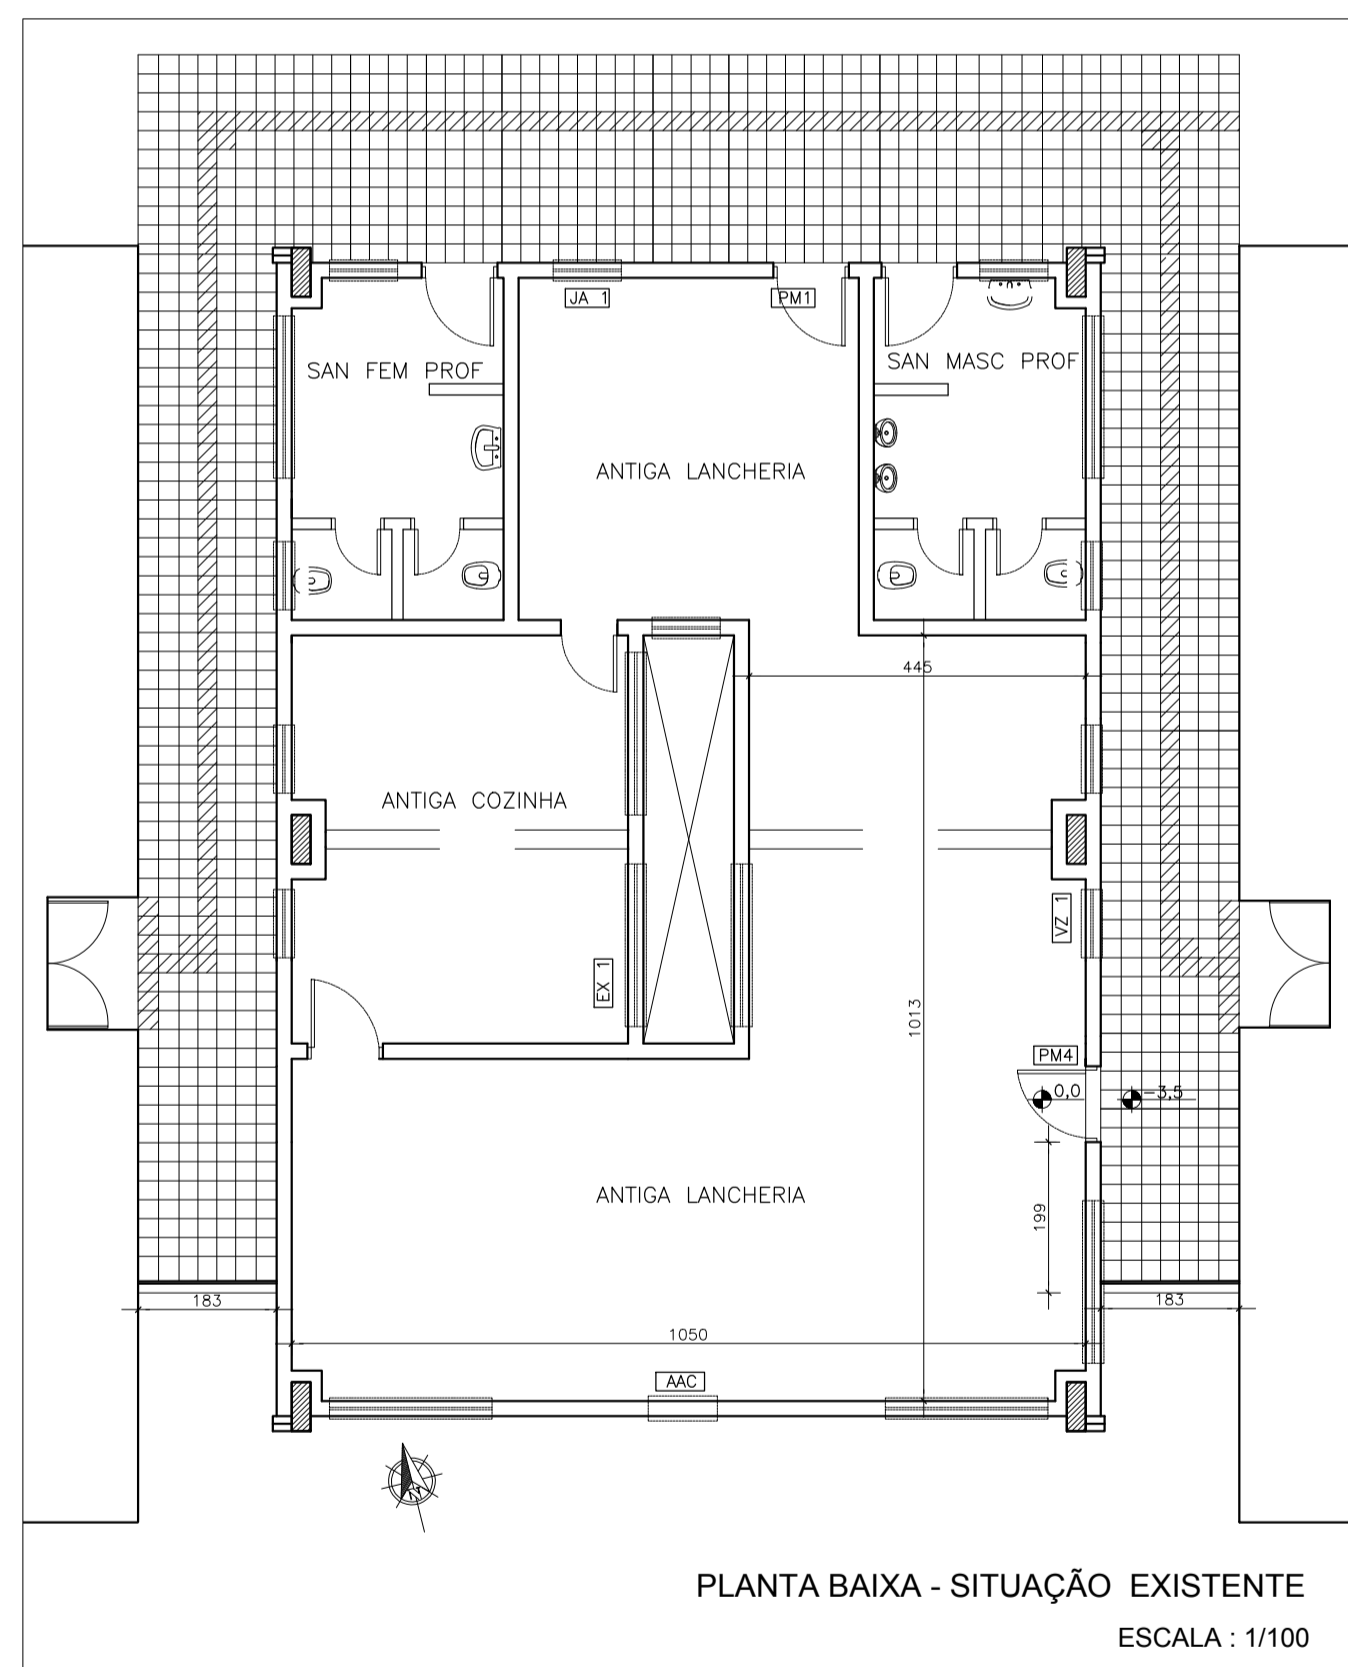 JA 1
PM1
SAN FEM PROF
SAN MASC PROF
ANTIGA LANCHERIA
445
ANTIGA COZINHA
VZ 1
EX 1
1013
PM4
0,0
-3,5
ANTIGA LANCHERIA
199
183
183
1050
AAC
N
PLANTA BAIXA - SITUAÇÃO EXISTENTE
ESCALA : 1/100